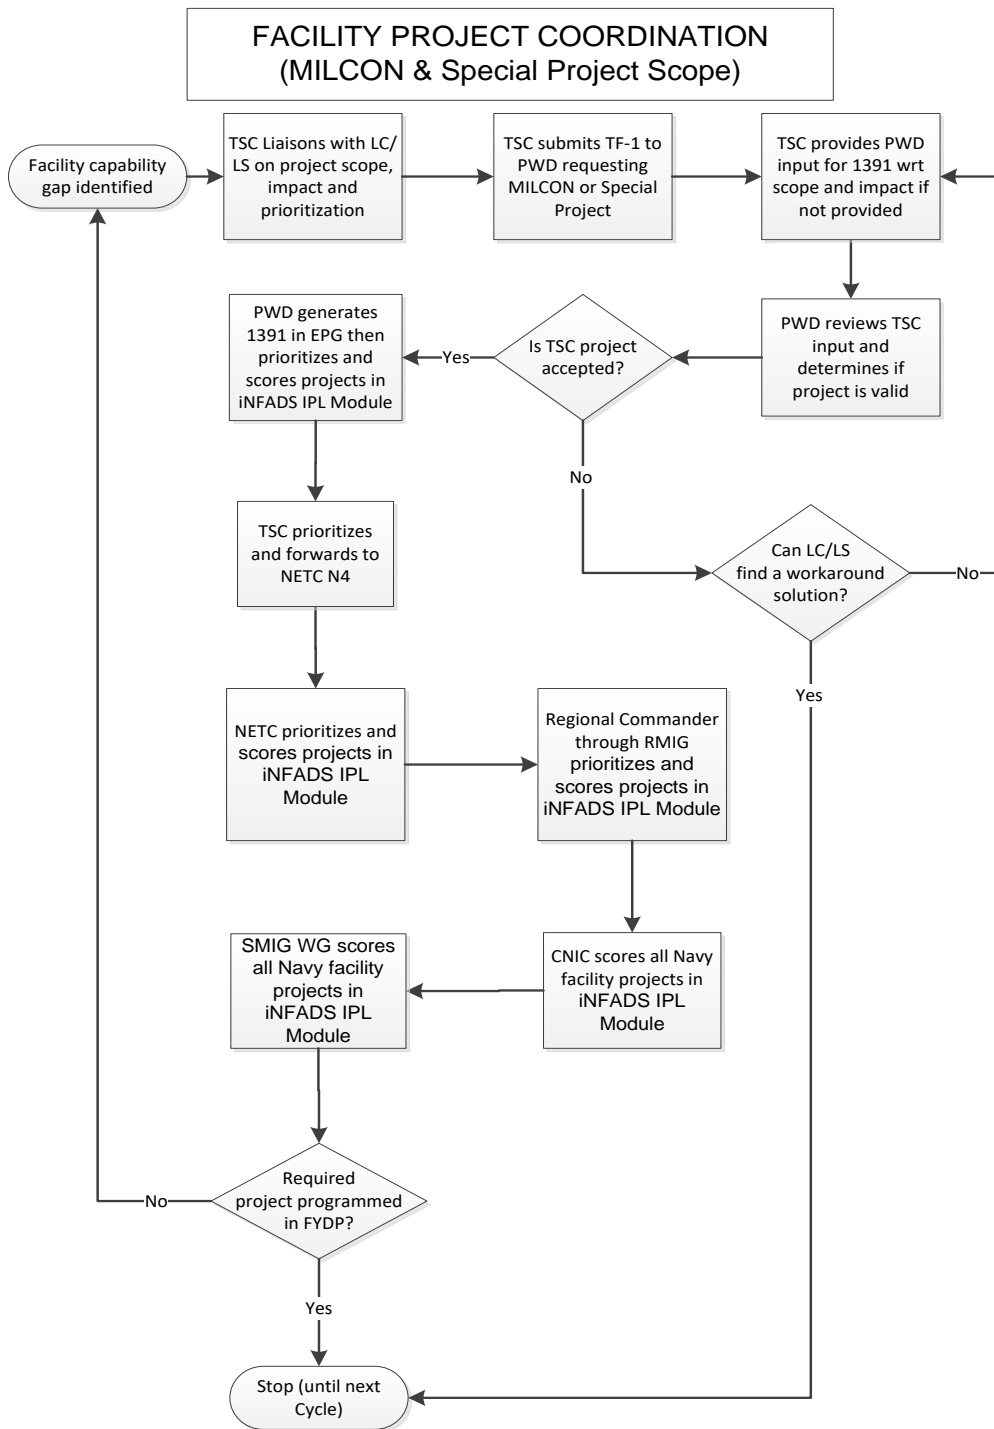 FACILITY PROJECT COORDINATION
(MILCON & Special Project Scope)
Facility capability
gap identified
TSC Liaisons with LC/
LS on project scope,
impact and
prioritization
TSC submits TF-1 to
PWD requesting
MILCON or Special
Project
TSC provides PWD
input for 1391 wrt
scope and impact if
not provided
PWD generates
1391 in EPG then
prioritizes and
scores projects in
iNFADS IPL Module
Yes
Is TSC project
accepted?
PWD reviews TSC
input and
determines if
project is valid
No
TSC prioritizes
and forwards to
NETC N4
Can LC/LS
find a workaround
solution?
No
Yes
NETC prioritizes and
scores projects in
iNFADS IPL
Module
Regional Commander
through RMIG
prioritizes and
scores projects in
iNFADS IPL Module
SMIG WG scores
all Navy facility
projects in
iNFADS IPL
Module
CNIC scores all Navy
facility projects in
iNFADS IPL
Module
No
Required
project programmed
in FYDP?
Yes
Stop (until next
Cycle)